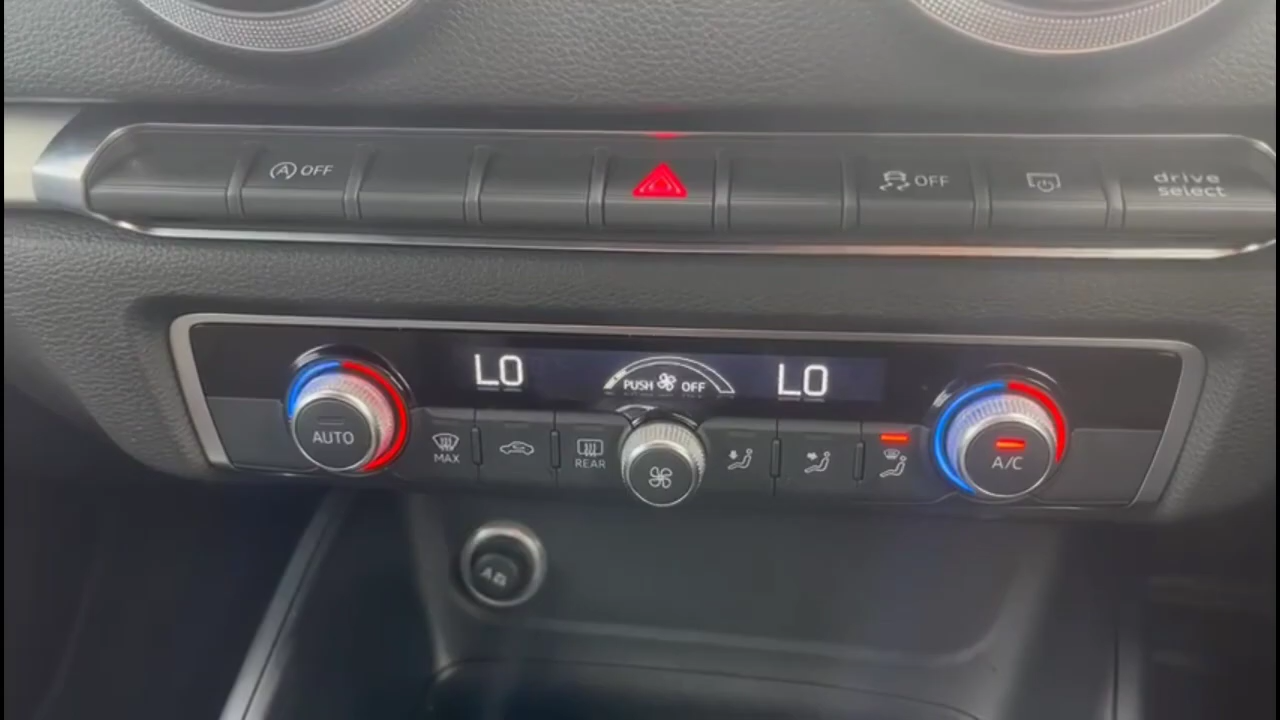 A OFF
OFF
drive
select
LO
PUSH OFF
LO
AUTO
MAX
REAR
A/C